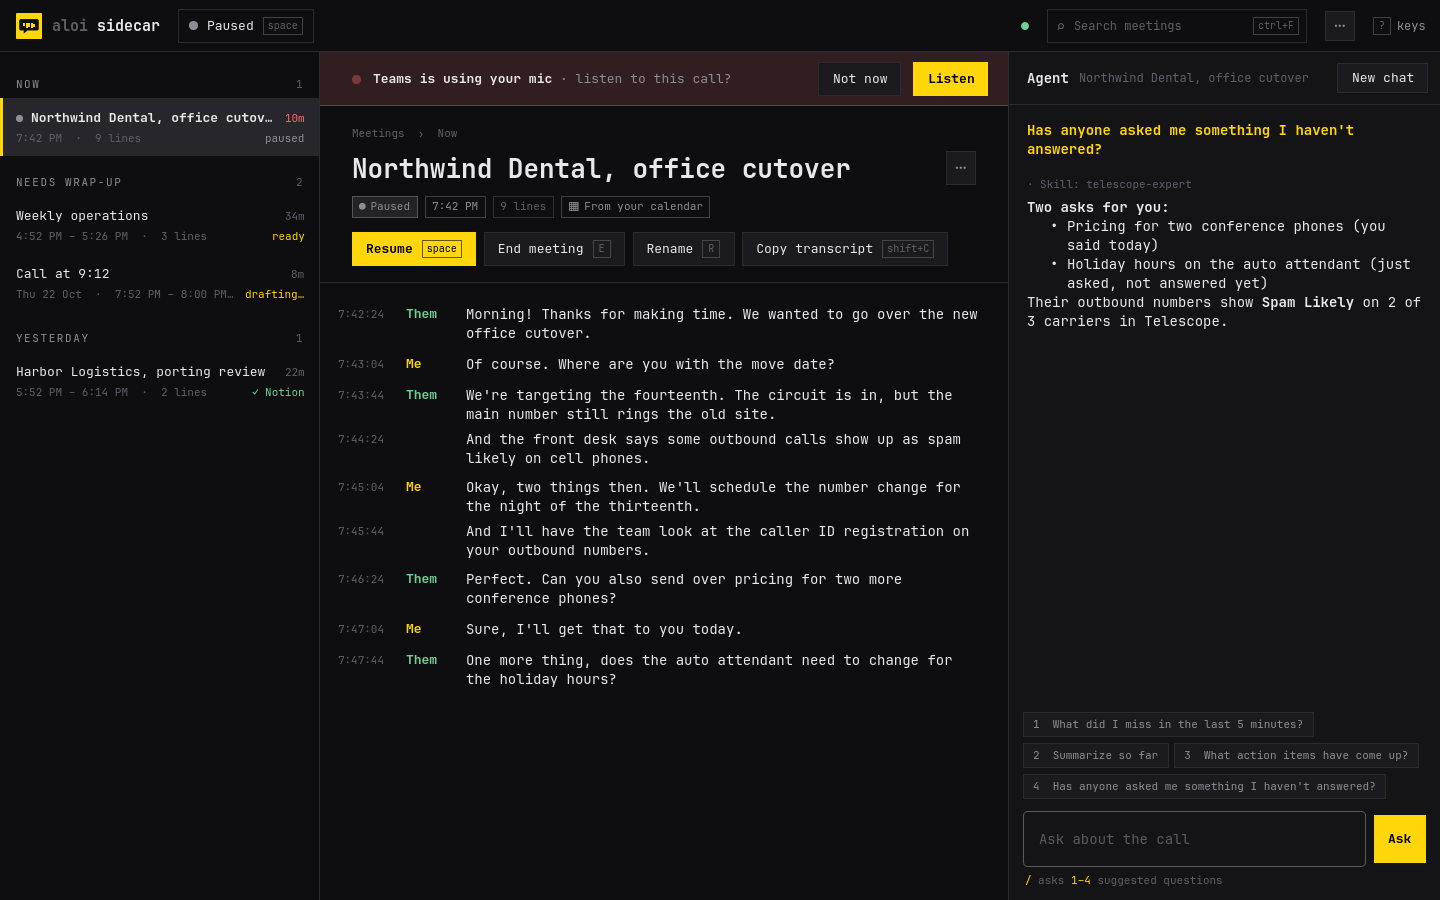 aloi sidecar
Paused space
Search meetings ctrl+F
...
? keys
NOW 1
Northwind Dental, office cutov… 10m
7:42 PM · 9 lines paused
NEEDS WRAP-UP 2
Weekly operations 34m
4:52 PM – 5:26 PM · 3 lines ready
Call at 9:12 8m
Thu 22 Oct · 7:52 PM – 8:00 PM… drafting…
YESTERDAY 1
Harbor Logistics, porting review 22m
5:52 PM – 6:14 PM · 2 lines ✓ Notion
Teams is using your mic · listen to this call?
Not now
Listen
Meetings › Now
Northwind Dental, office cutover
...
Paused 7:42 PM 9 lines From your calendar
Resume space End meeting E Rename R Copy transcript shift+C
7:42:24 Them Morning! Thanks for making time. We wanted to go over the new
office cutover.
7:43:04 Me Of course. Where are you with the move date?
7:43:44 Them We're targeting the fourteenth. The circuit is in, but the
main number still rings the old site.
7:44:24 And the front desk says some outbound calls show up as spam
likely on cell phones.
7:45:04 Me Okay, two things then. We'll schedule the number change for
the night of the thirteenth.
7:45:44 And I'll have the team look at the caller ID registration on
your outbound numbers.
7:46:24 Them Perfect. Can you also send over pricing for two more
conference phones?
7:47:04 Me Sure, I'll get that to you today.
7:47:44 Them One more thing, does the auto attendant need to change for
the holiday hours?
Agent Northwind Dental, office cutover New chat
Has anyone asked me something I haven't
answered?
· Skill: telescope-expert
Two asks for you:
• Pricing for two conference phones (you
said today)
• Holiday hours on the auto attendant (just
asked, not answered yet)
Their outbound numbers show Spam Likely on 2 of
3 carriers in Telescope.
1 What did I miss in the last 5 minutes?
2 Summarize so far 3 What action items have come up?
4 Has anyone asked me something I haven't answered?
Ask about the call
Ask
/ asks 1–4 suggested questions